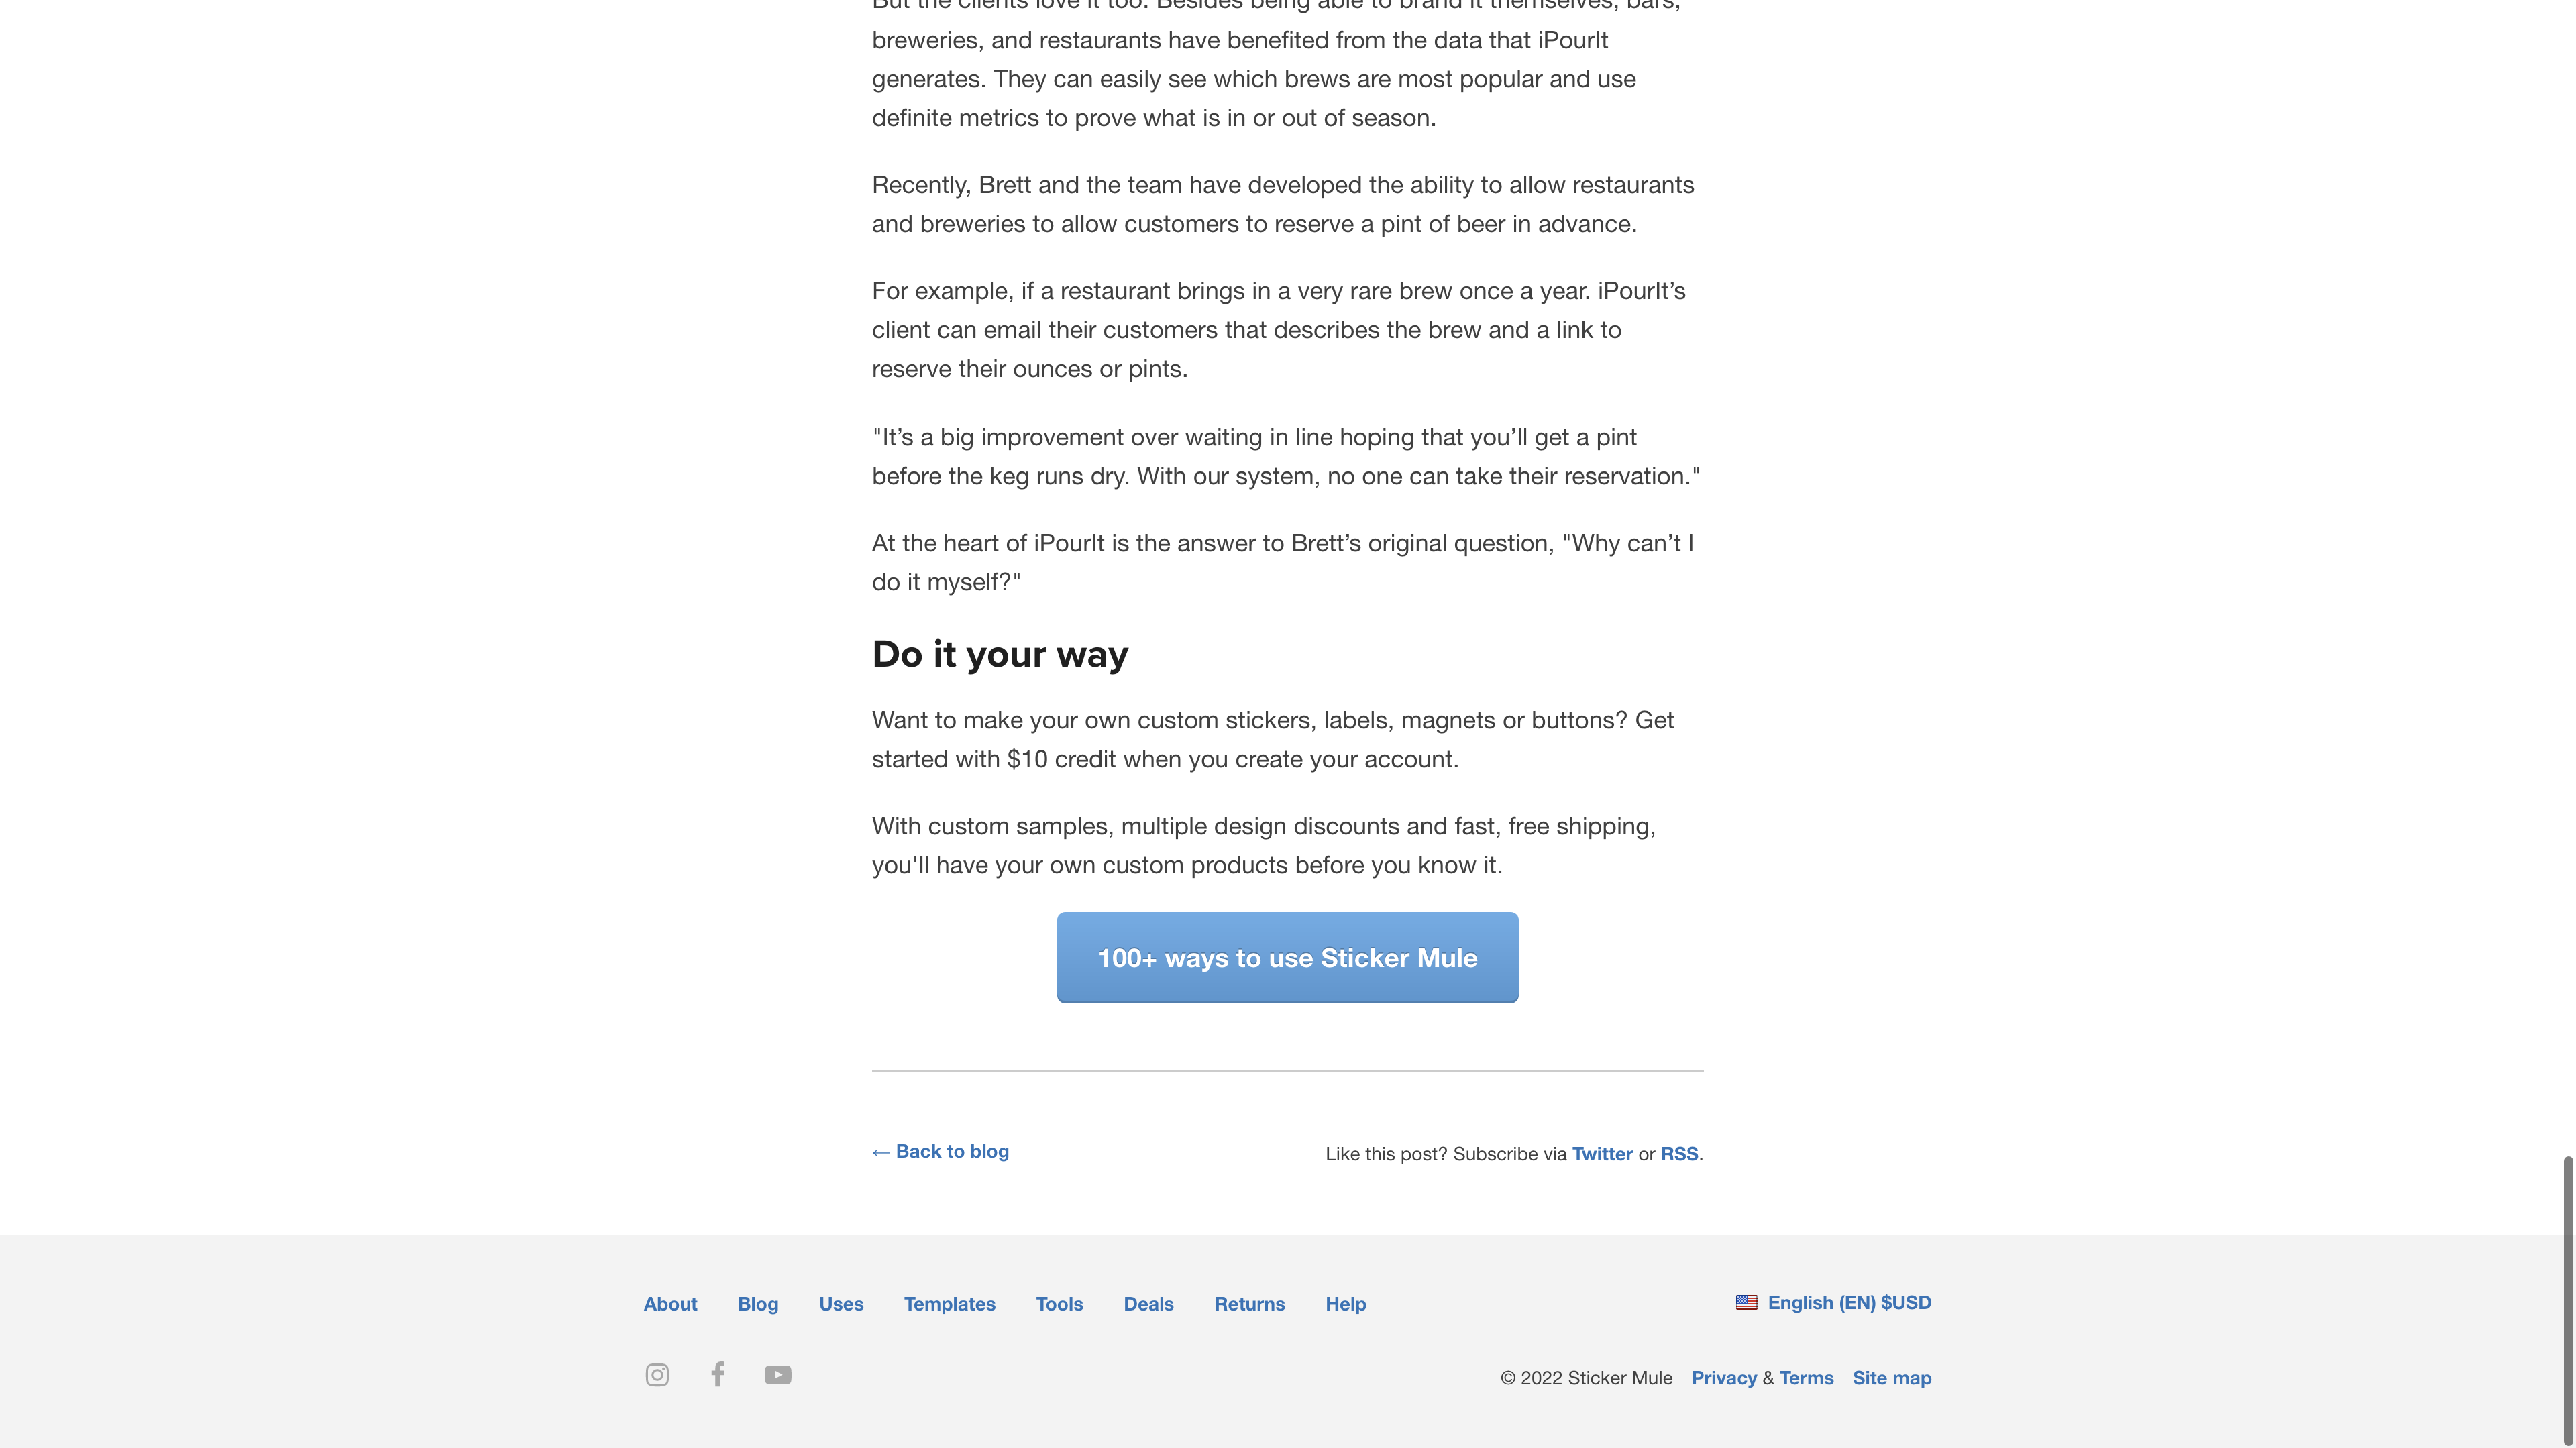 But the clients love it too. Besides being able to brand it themselves, bars,
breweries, and restaurants have benefited from the data that iPourIt
generates. They can easily see which brews are most popular and use
definite metrics to prove what is in or out of season.
Recently, Brett and the team have developed the ability to allow restaurants
and breweries to allow customers to reserve a pint of beer in advance.
For example, if a restaurant brings in a very rare brew once a year. iPourIt’s
client can email their customers that describes the brew and a link to
reserve their ounces or pints.
"It’s a big improvement over waiting in line hoping that you’ll get a pint
before the keg runs dry. With our system, no one can take their reservation."
At the heart of iPourIt is the answer to Brett’s original question, "Why can’t I
do it myself?"
Do it your way
Want to make your own custom stickers, labels, magnets or buttons? Get
started with $10 credit when you create your account.
With custom samples, multiple design discounts and fast, free shipping,
you'll have your own custom products before you know it.
100+ ways to use Sticker Mule
← Back to blog
Like this post? Subscribe via Twitter or RSS.
About Blog Uses Templates Tools Deals Returns Help
English (EN) $USD
© 2022 Sticker Mule Privacy & Terms Site map